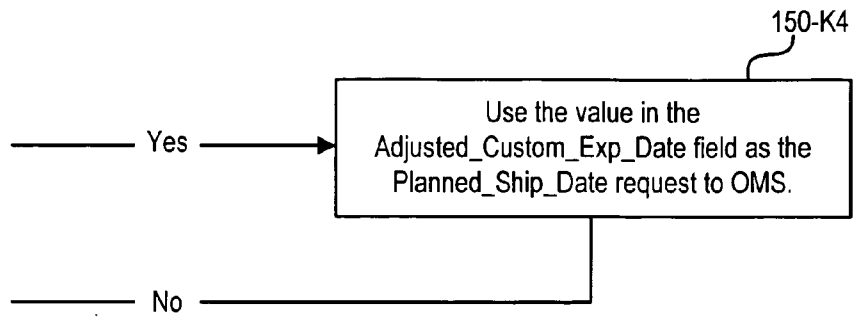 150-K4
Use the value in the
Yes
Adjusted_Custom_Exp_Date field as the
Planned_Ship_Date request to OMS.
No